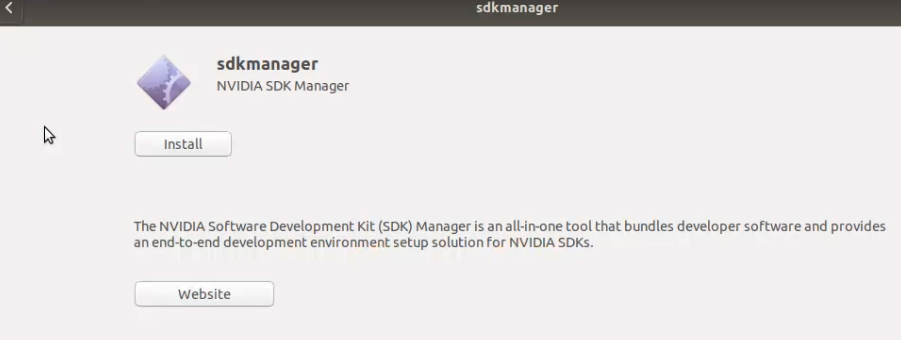 sdkmanager
sdkmanager
NVIDIA SDK Manager
Install
The NVIDIA Software Development Kit (SDK) Manager is an all-in-one tool that bundles developer software and provides
an end-to-end development environment setup solution for NVIDIA SDKs.
Website